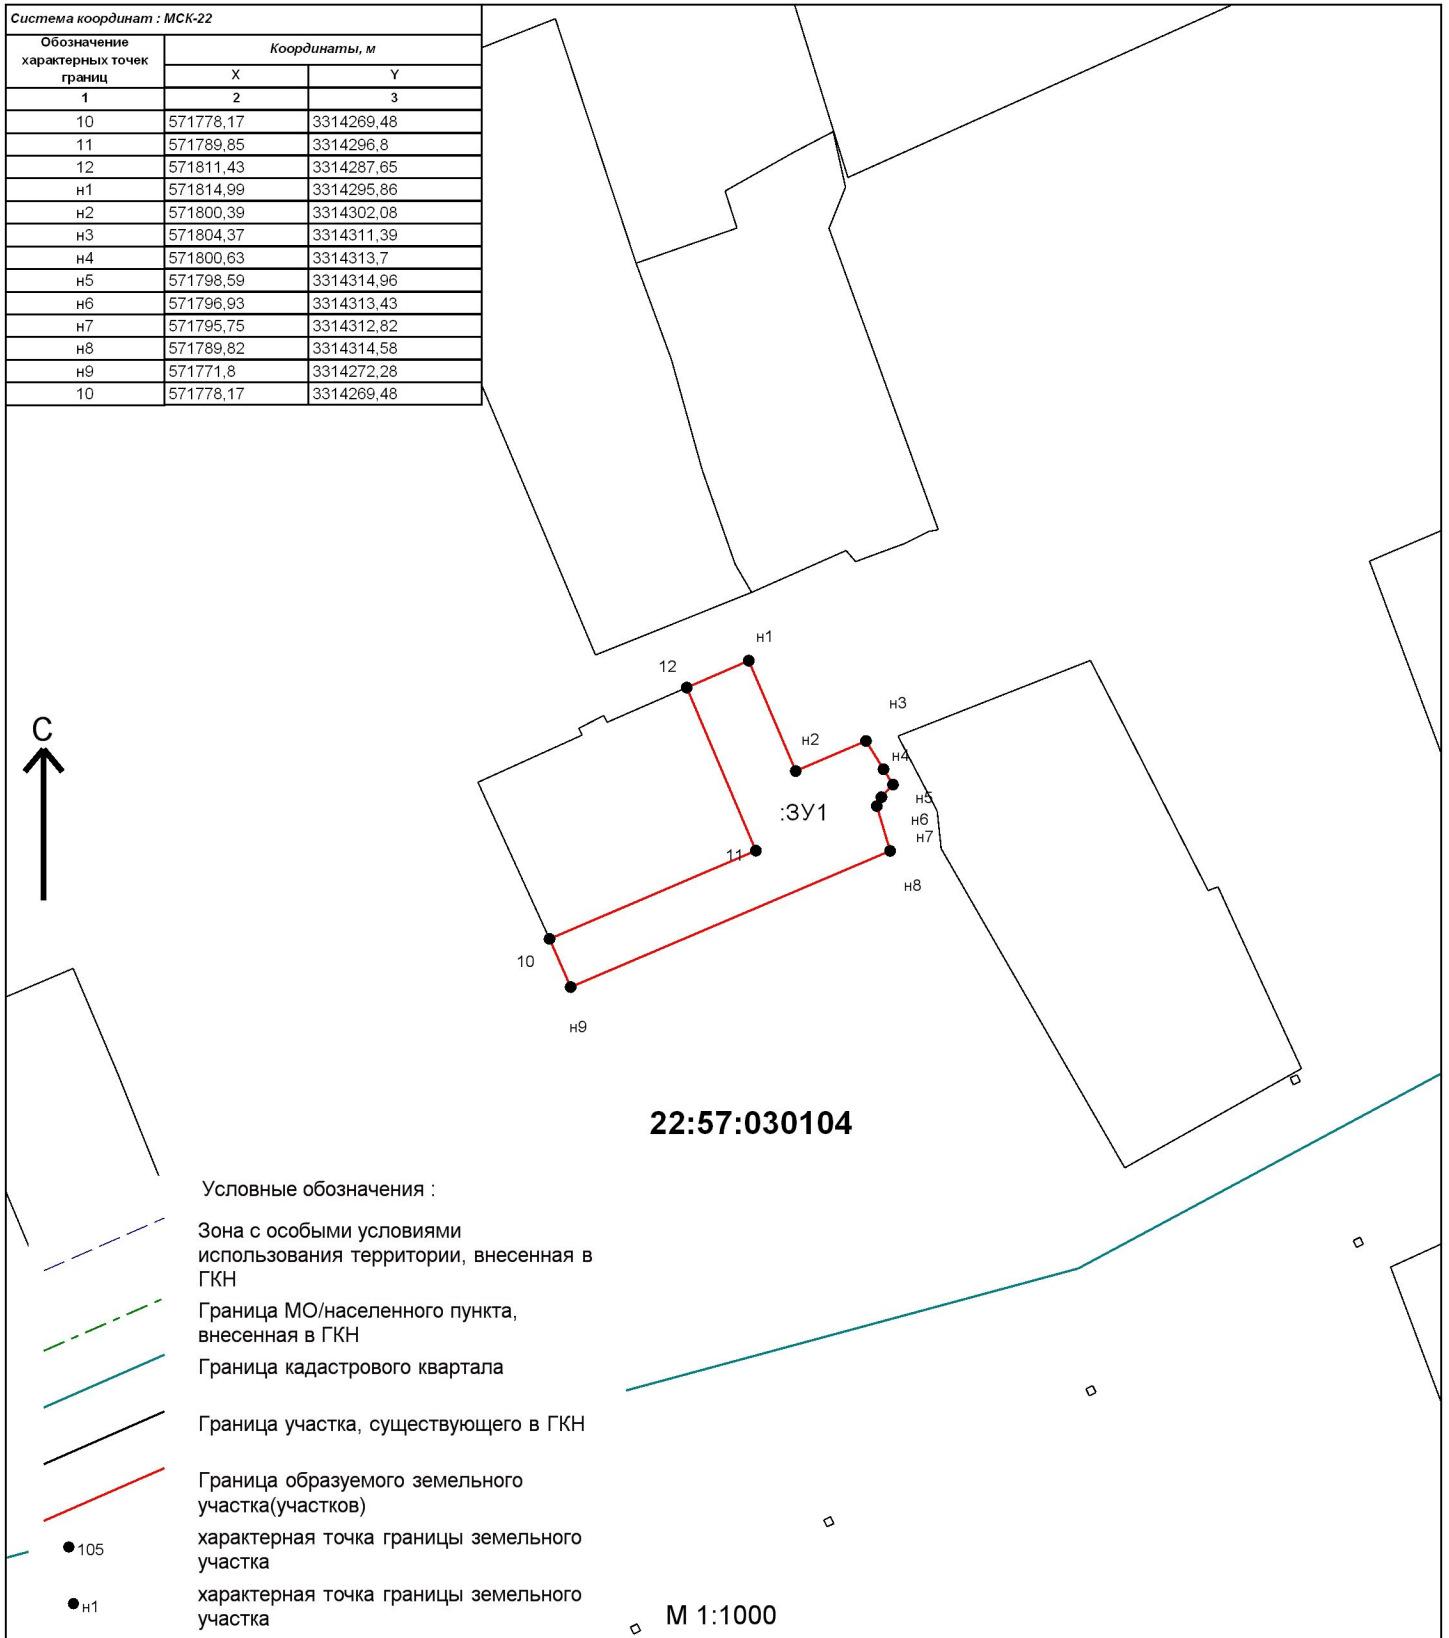 Система координат : МСК-22
Обозначение характерных точек границ
Координаты, м
X Y
1 2 3
10 571778,17 3314269,48
11 571789,85 3314296,8
12 571811,43 3314287,65
н1 571814,99 3314295,86
н2 571800,39 3314302,08
н3 571804,37 3314311,39
н4 571800,63 3314313,7
н5 571798,59 3314314,96
н6 571796,93 3314313,43
н7 571795,75 3314312,82
н8 571789,82 3314314,58
н9 571771,8 3314272,28
10 571778,17 3314269,48
н1
12
н3
С
н2
н4
н5
:ЗУ1
н6
н7
11
н8
10
н9
22:57:030104
Условные обозначения :
Зона с особыми условиями
использования территории, внесенная в
ГКН
Граница МО/населенного пункта,
внесенная в ГКН
Граница кадастрового квартала
Граница участка, существующего в ГКН
Граница образуемого земельного
участка(участков)
105
характерная точка границы земельного
участка
н1
характерная точка границы земельного
участка
М 1:1000